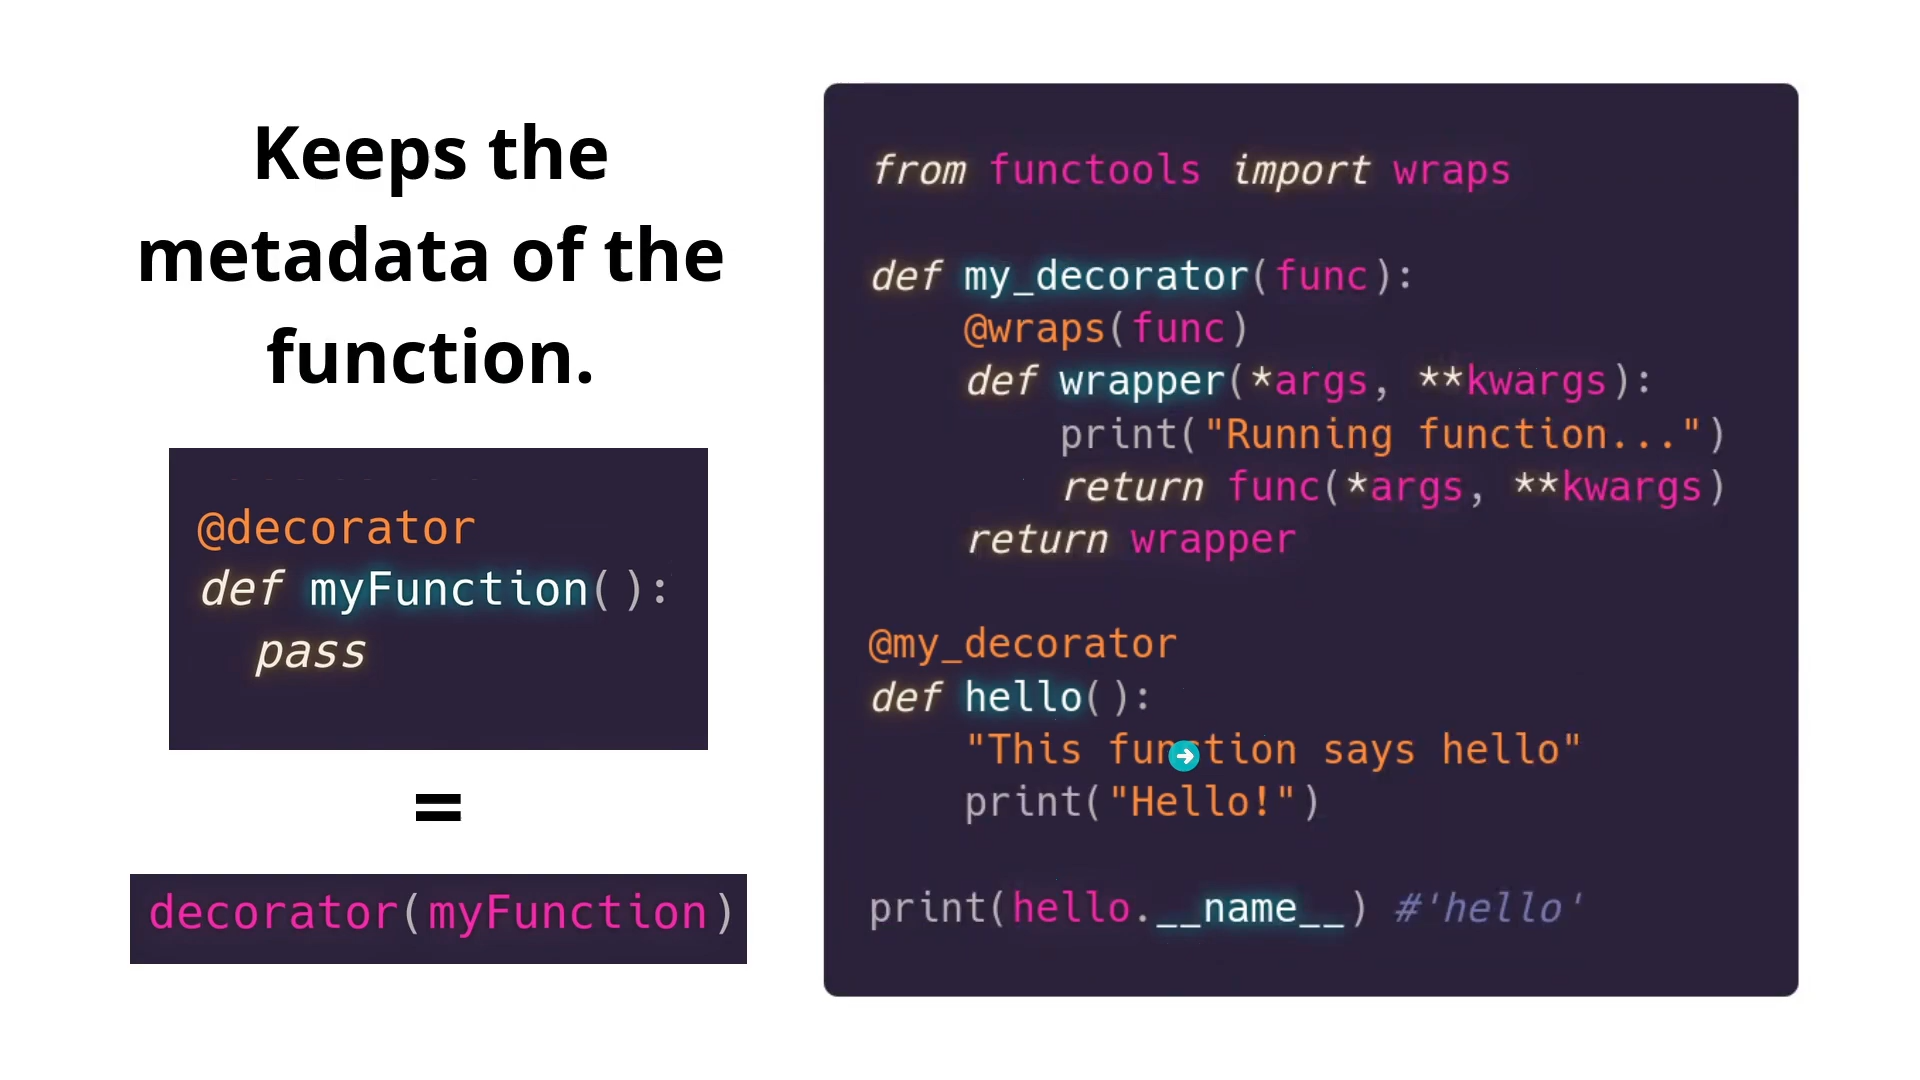 Keeps the
metadata of the
function.
@decorator
def myFunction():
  pass
=
decorator(myFunction)
from functools import wraps
def my_decorator(func):
    @wraps(func)
    def wrapper(*args, **kwargs):
        print("Running function...")
        return func(*args, **kwargs)
    return wrapper
@my_decorator
def hello():
    "This function says hello"
    print("Hello!")
print(hello.__name__) #'hello'